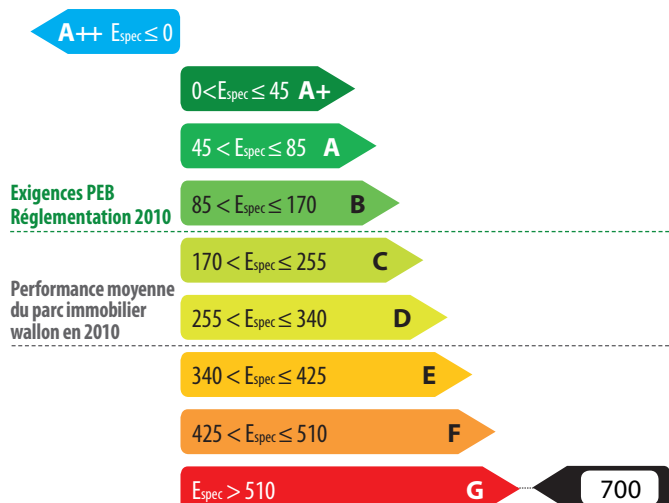 A++ Espec ≤ 0
0<Espec ≤ 45 A+
45 < Espec ≤ 85 A
Exigences PEB
Réglementation 2010
85 < Espec ≤ 170 B
170 < Espec ≤ 255 C
Performance moyenne
du parc immobilier
wallon en 2010
255 < Espec ≤ 340 D
340 < Espec ≤ 425 E
425 < Espec ≤ 510 F
Espec > 510 G
700